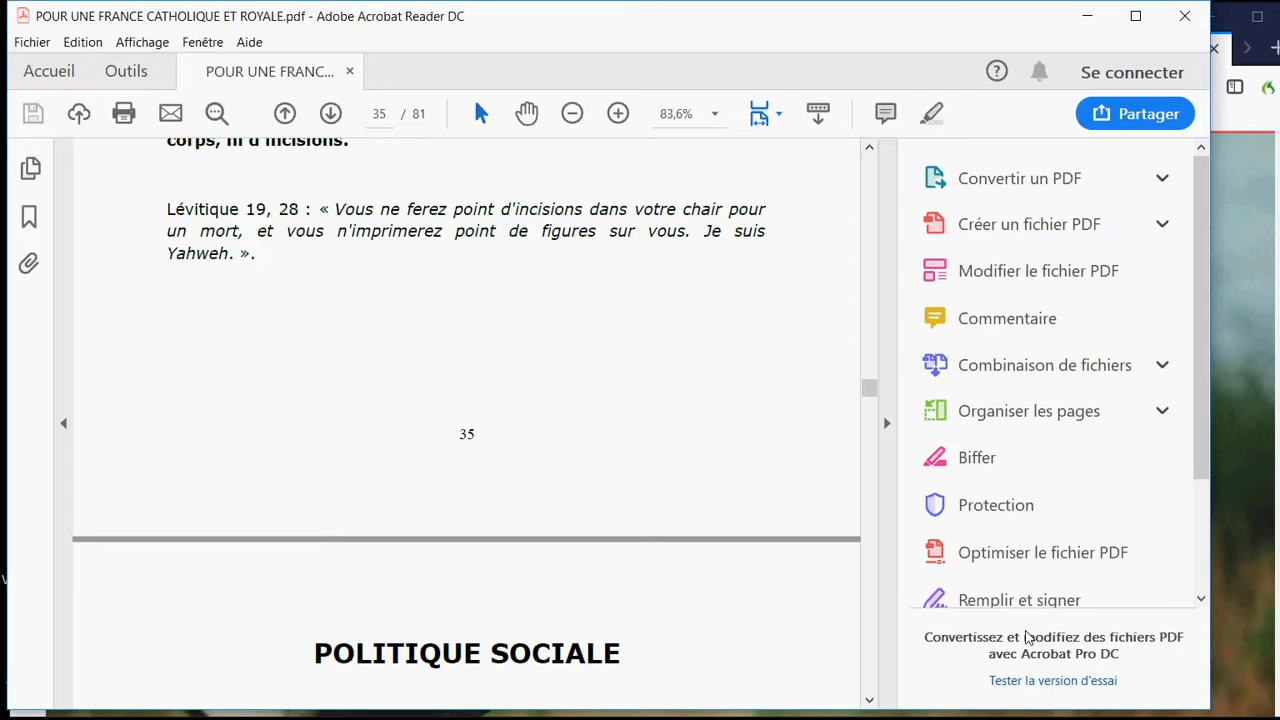 POUR UNE FRANCE CATHOLIQUE ET ROYALE.pdf - Adobe Acrobat Reader DC
Fichier Edition Affichage Fenêtre Aide
Accueil Outils POUR UNE FRANC... × Se connecter
35 / 81 83,6% Partager
corps, ni d'incisions.
Lévitique 19, 28 : « Vous ne ferez point d'incisions dans votre chair pour
un mort, et vous n'imprimerez point de figures sur vous. Je suis
Yahweh. ».
35
POLITIQUE SOCIALE
Convertir un PDF
Créer un fichier PDF
Modifier le fichier PDF
Commentaire
Combinaison de fichiers
Organiser les pages
Biffer
Protection
Optimiser le fichier PDF
Remplir et signer
Convertissez et modifiez des fichiers PDF
avec Acrobat Pro DC
Tester la version d'essai